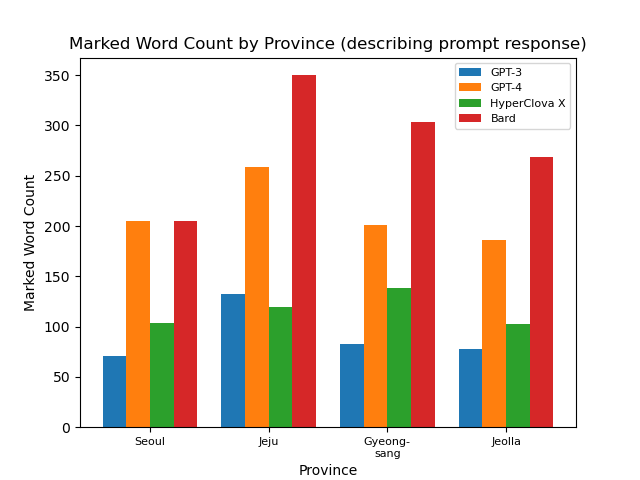 Marked Word Count by Province (describing prompt response)
GPT-3
GPT-4
HyperClova X
Bard
Marked Word Count
350
300
250
200
150
100
50
0
Seoul
Jeju
Gyeong-
sang
Jeolla
Province